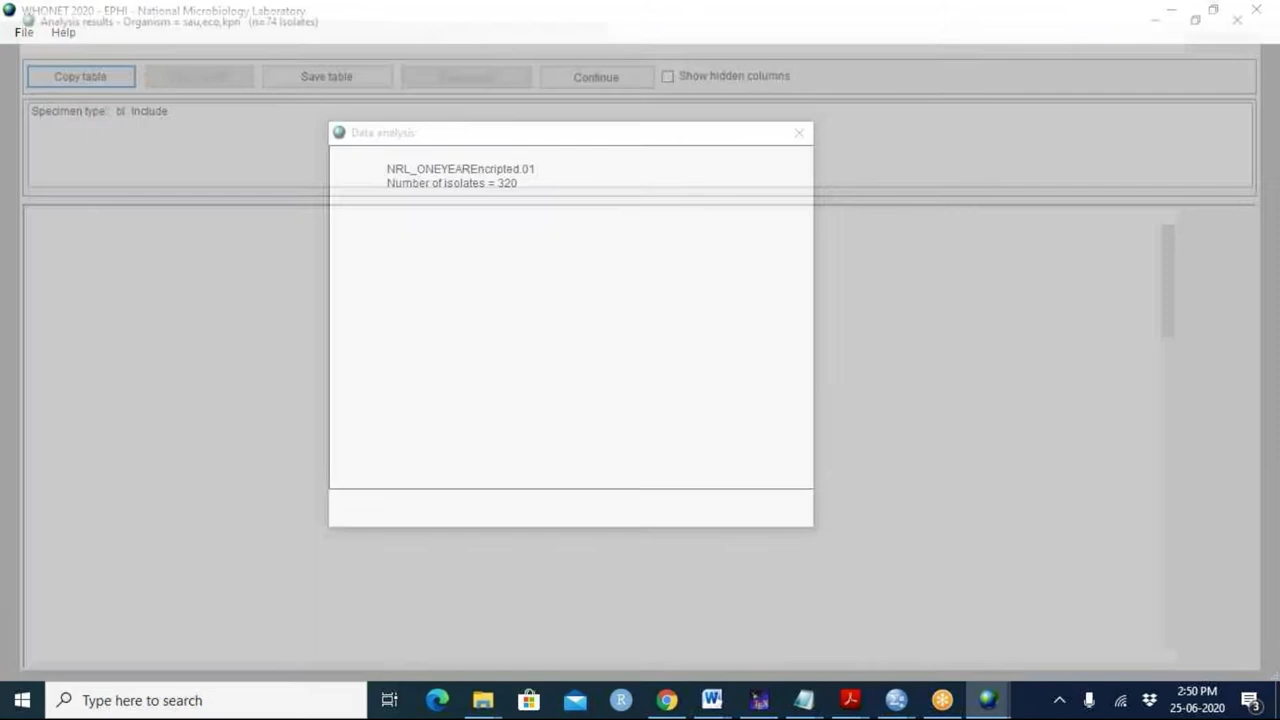 WHONET 2020 - EPHI - National Microbiology Laboratory
Analysis results - Organism = sau,eco,kpn (n=74 Isolates)
File Help
Copy table
Save table
Continue
Show hidden columns
Specimen type: bl Include
Data analysis
NRL_ONEYEAREncripted.01
Number of isolates = 320
Type here to search
2:50 PM
25-06-2020
3